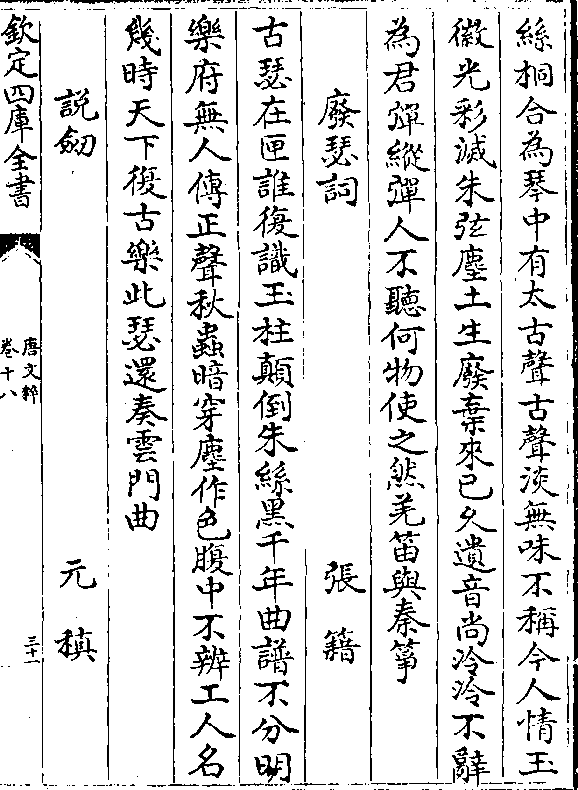 絲桐合為琴中有太古聲古聲淡無味不稱今人情玉
徽光彩滅朱弦塵土生廢棄來已久遺音尚泠泠不辭
為君彈縱彈人不聽何物使之然羌笛與秦箏
廢瑟詞　張籍
古瑟在匣誰復識玉柱顛倒朱絲黑千年曲譜不分明
樂府無人傳正聲秋蟲暗穿塵作色腹中不辨工人名
幾時天下復古樂此瑟還奏雲門曲
說劒　元稹
欽定四庫全書
唐文粹
卷十八
三十一